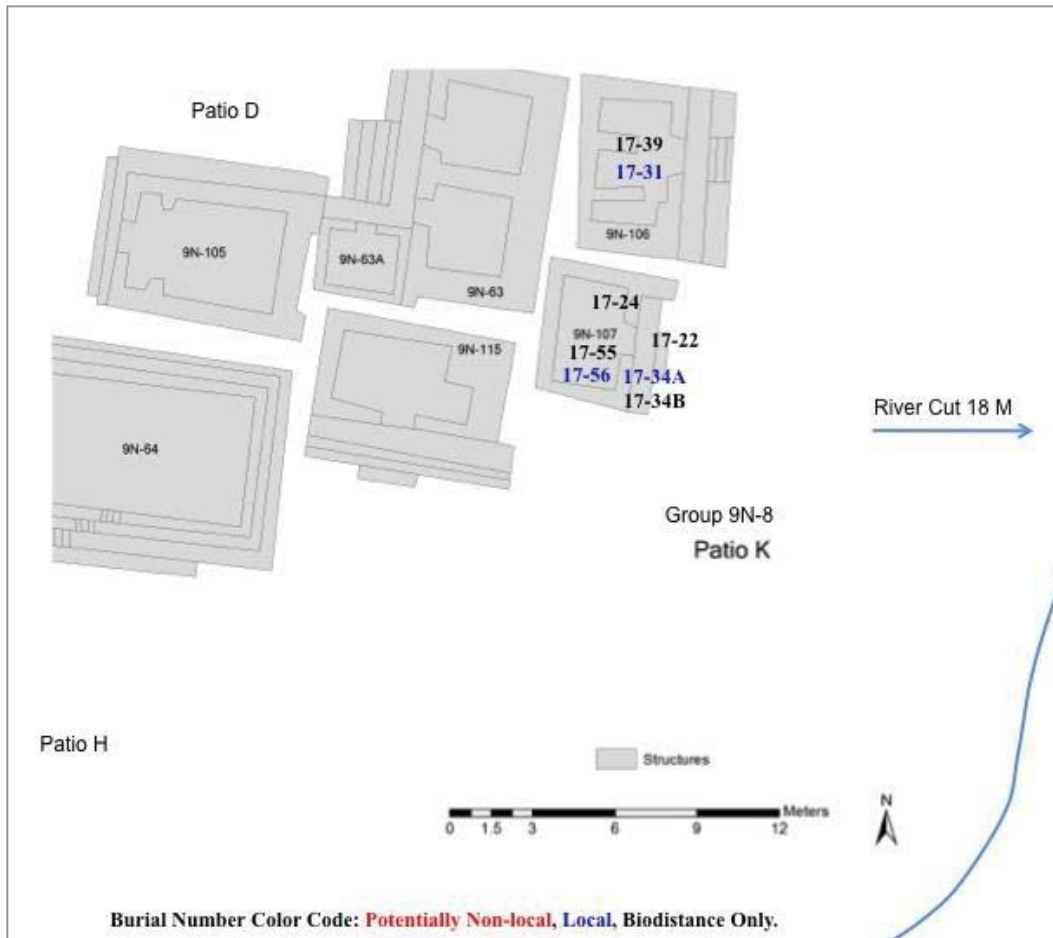 Patio D
17-39
17-31
9N-106
9N-105
9N-63A
9N-63
17-24
9N-107
17-22
17-55
17-56
17-34A
17-34B
9N-115
9N-64
River Cut 18 M
Group 9N-8
Patio K
Patio H
Structures
Meters
0 1.5 3 6 9 12
N
Burial Number Color Code: Potentially Non-local, Local, Biodistance Only.